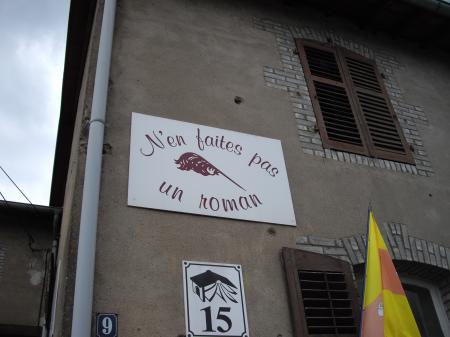 N'en faites pas
un roman
15
9